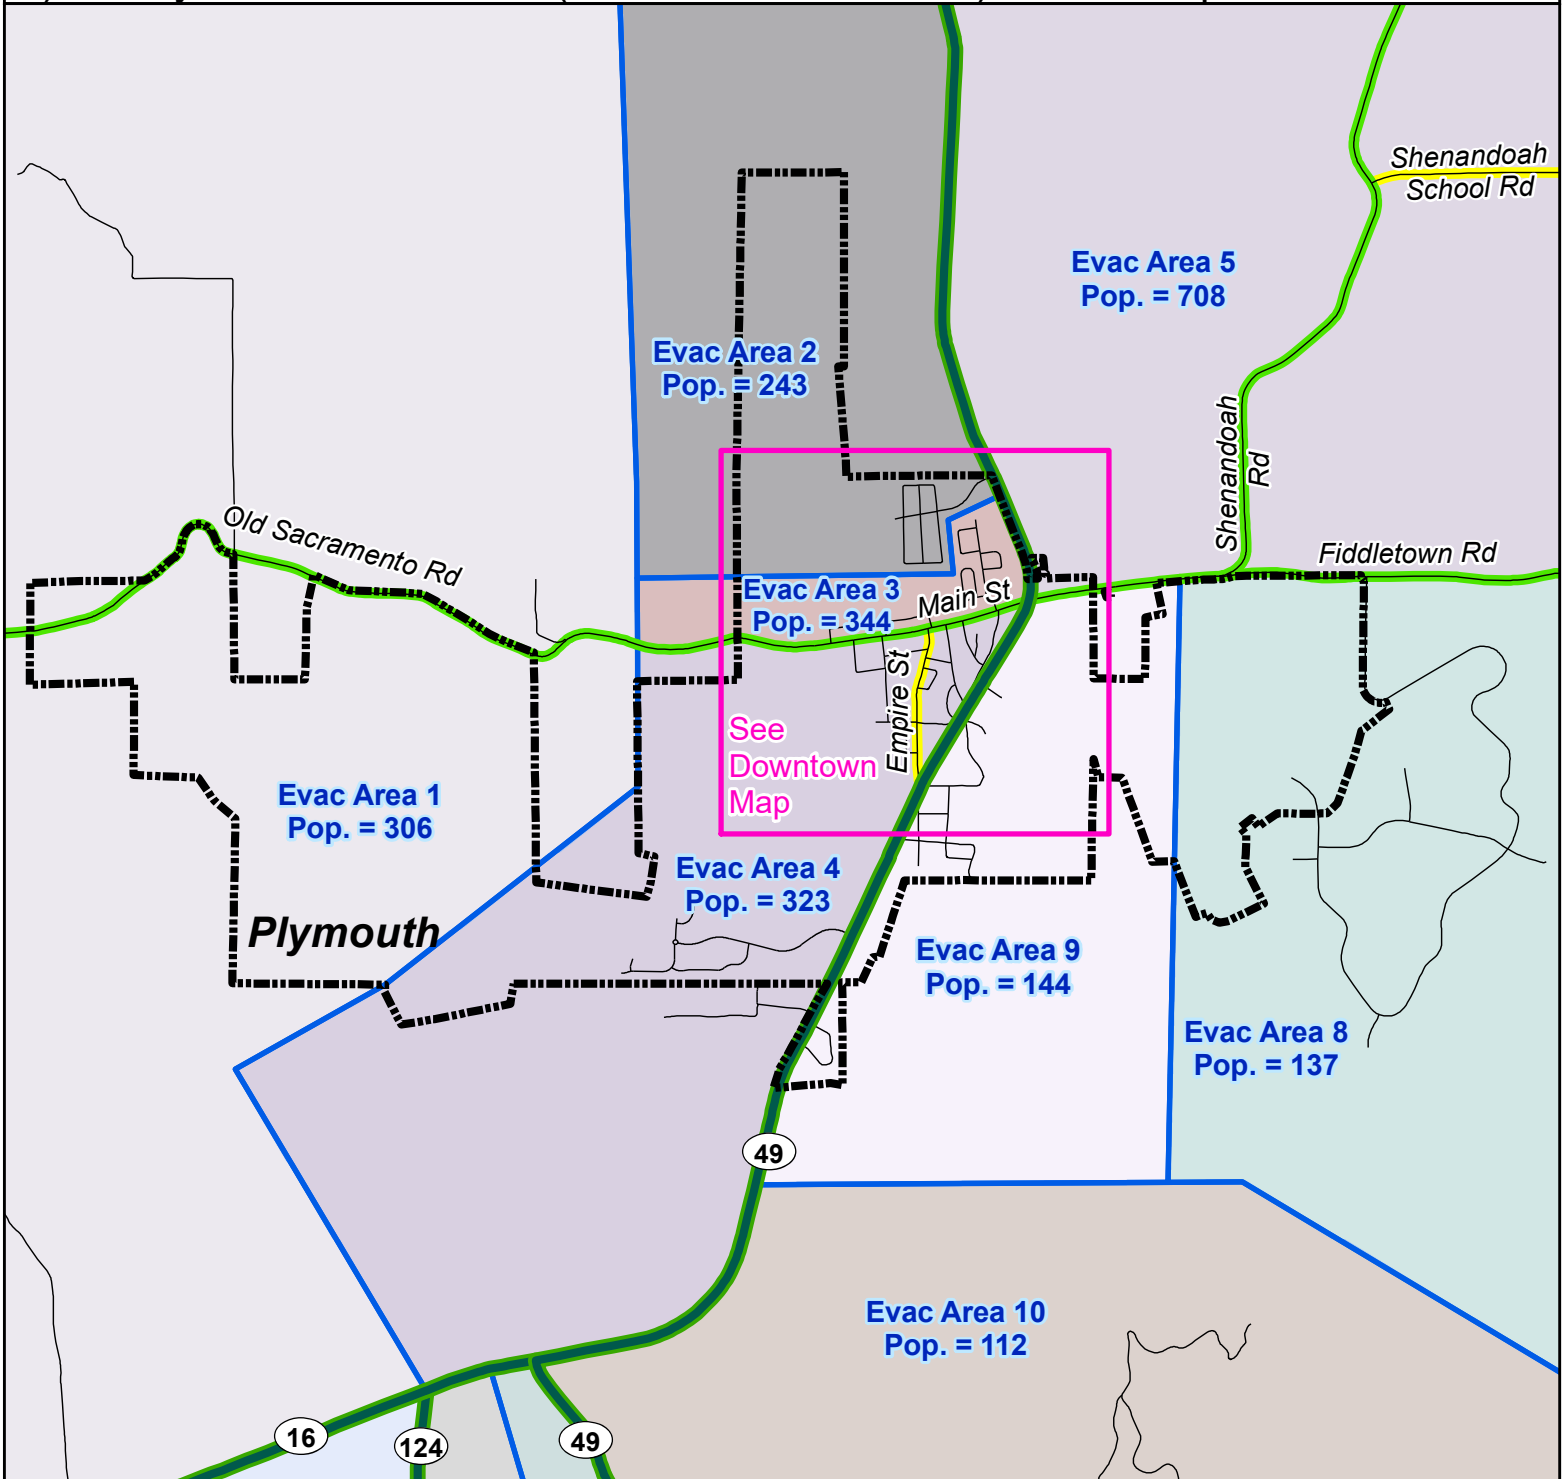 Shenandoah
School Rd
Evac Area 5
Pop. = 708
Evac Area 2
Pop. = 243
Shenandoah
Rd
Old Sacramento Rd
Fiddletown Rd
Evac Area 3
Pop. = 344
Main St
Empire St
See
Downtown
Map
Evac Area 1
Pop. = 306
Evac Area 4
Pop. = 323
Plymouth
Evac Area 9
Pop. = 144
Evac Area 8
Pop. = 137
49
Evac Area 10
Pop. = 112
16
124
49